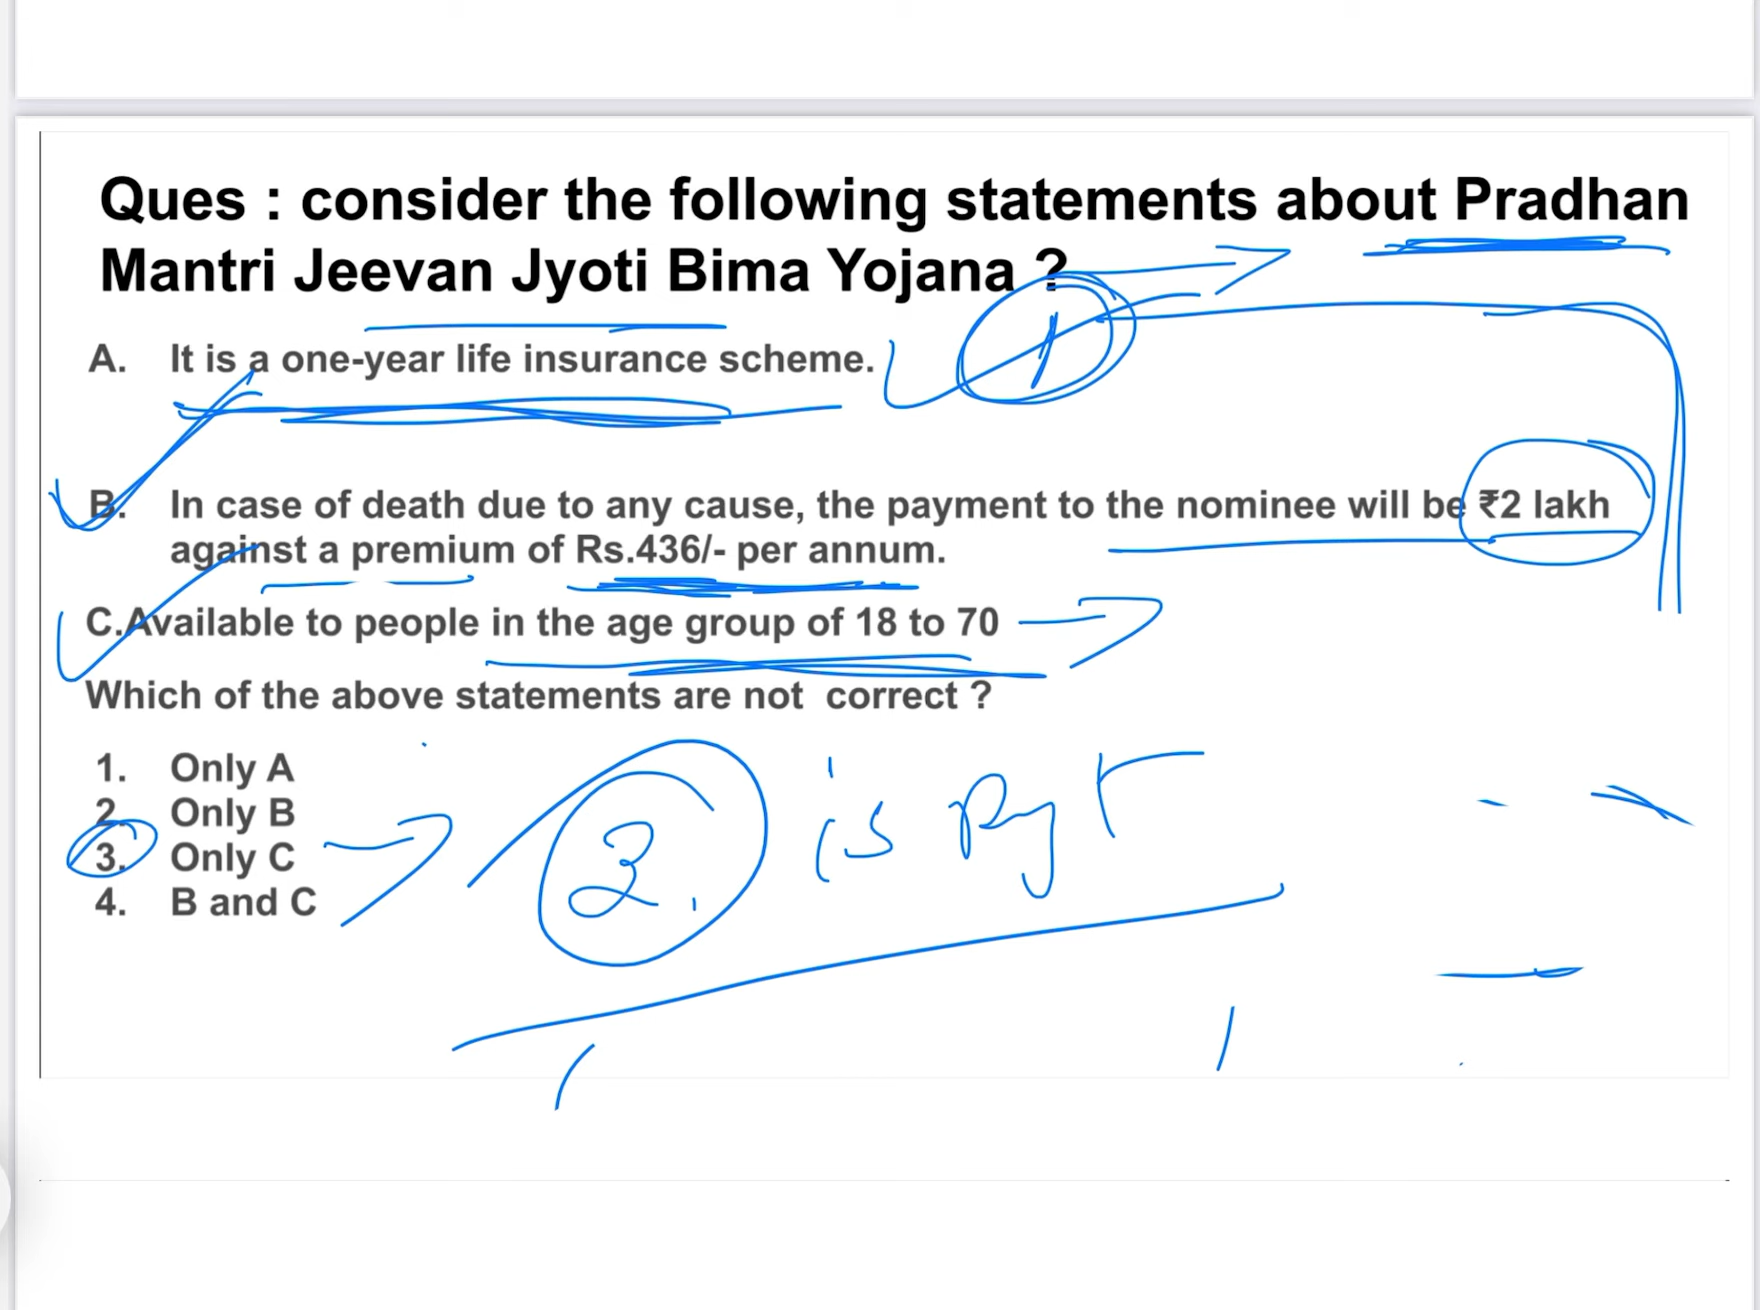 Ques : consider the following statements about Pradhan
Mantri Jeevan Jyoti Bima Yojana ?
1
A. It is a one-year life insurance scheme.
B. In case of death due to any cause, the payment to the nominee will be ₹2 lakh
against a premium of Rs.436/- per annum.
C.Available to people in the age group of 18 to 70
Which of the above statements are not correct ?
1. Only A
2. Only B
3. Only C
4. B and C
3. is